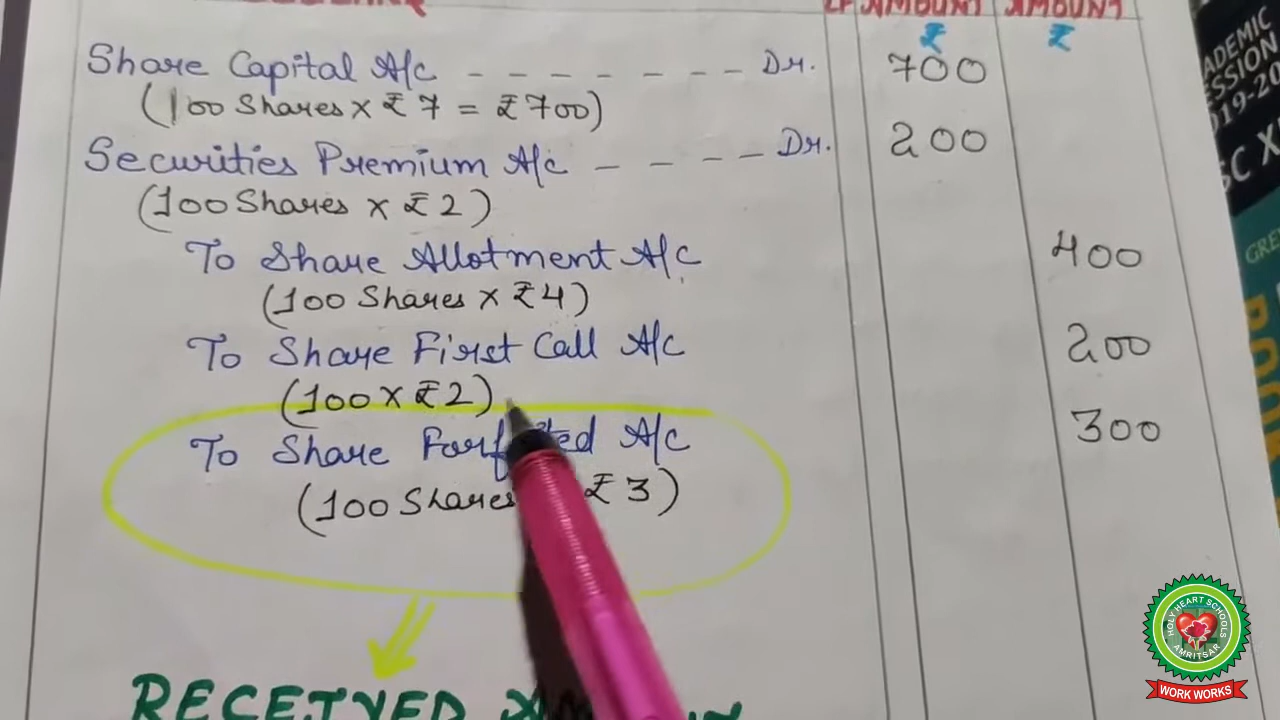 LF AMOUNT AMOUNT
₹ ₹
Share Capital A/c - - - - - - - Dr. 700
(100 Shares x ₹ 7 = ₹ 700)
Securities Premium A/c - - - - Dr. 200
(100 Shares x ₹ 2)
To Share Allotment A/c 400
(100 Shares x ₹ 4)
To Share First Call A/c 200
(100 x ₹ 2)
To Share A/c 300
(100 Shares ₹ 3)
RECEIVED
HOLY HEART SCHOOLS
AMRITSAR
WORK WORKS